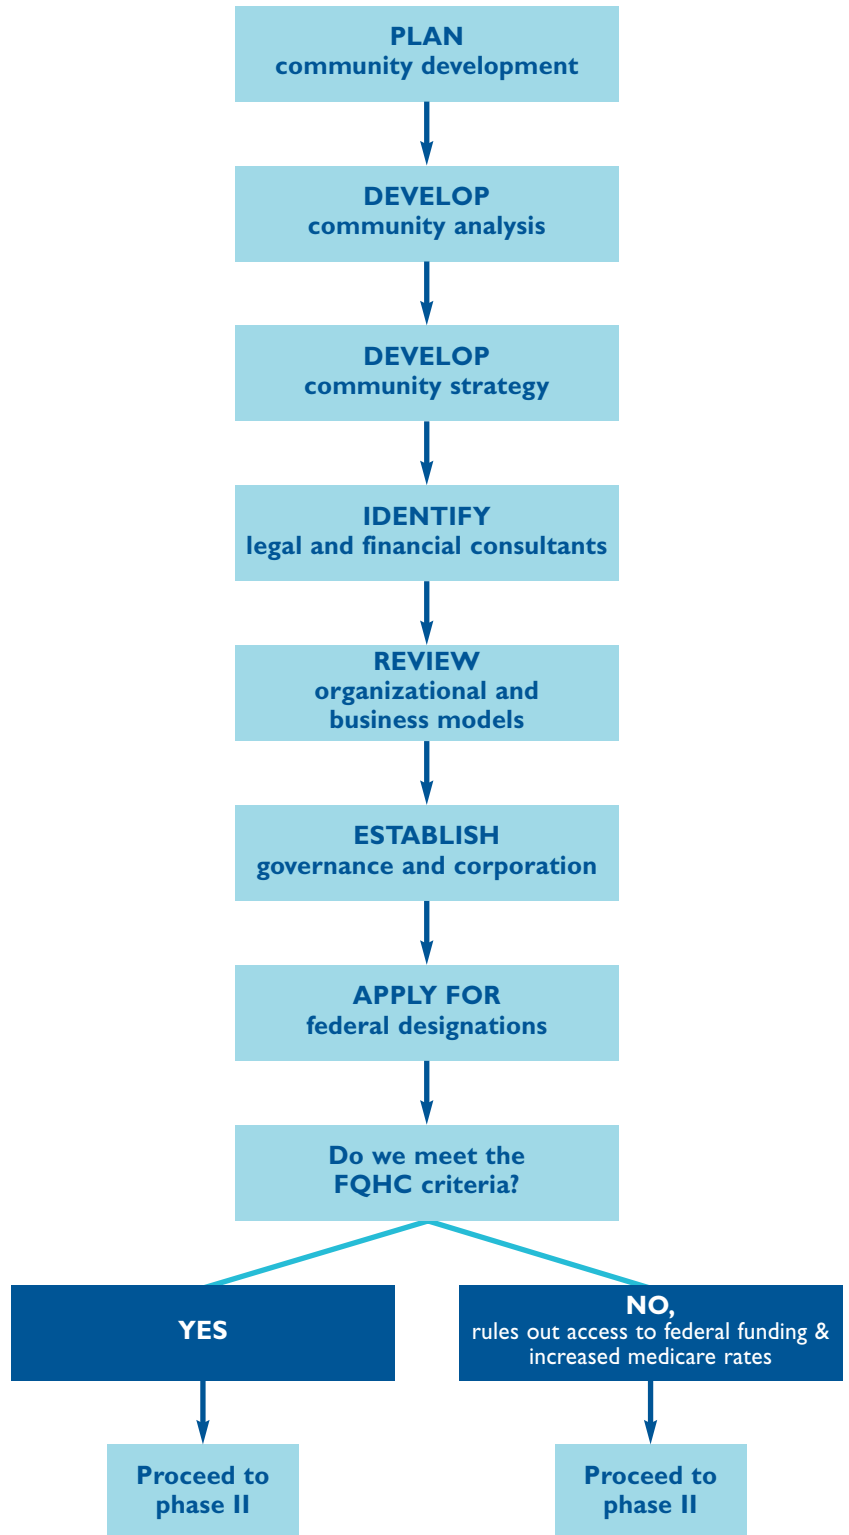 PLAN
community development
DEVELOP
community analysis
DEVELOP
community strategy
IDENTIFY
legal and financial consultants
REVIEW
organizational and
business models
ESTABLISH
governance and corporation
APPLY FOR
federal designations
Do we meet the
FQHC criteria?
YES
NO,
rules out access to federal funding &
increased medicare rates
Proceed to
phase II
Proceed to
phase II